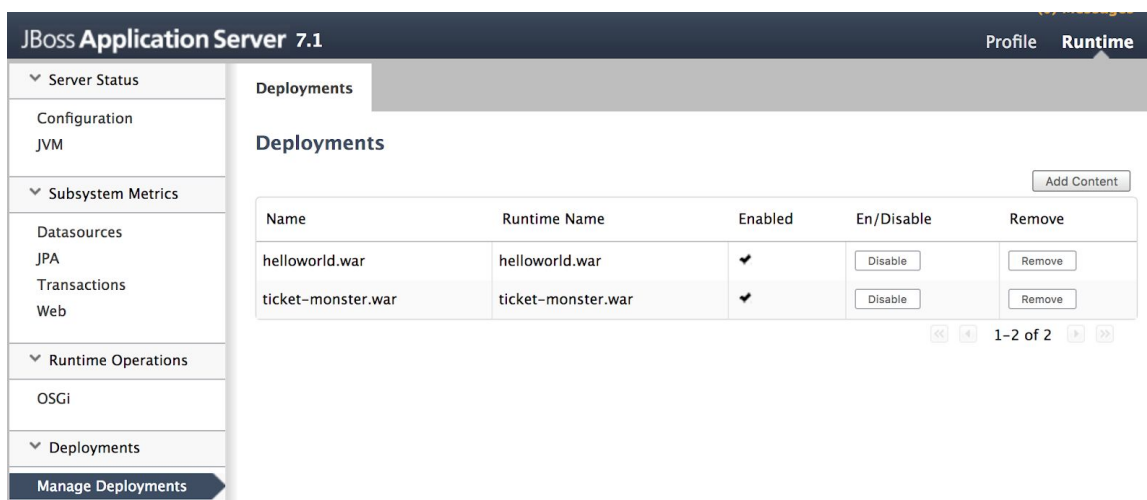 (0) Messages
JBoss Application Server 7.1
Profile Runtime
Server Status
Configuration
JVM
Subsystem Metrics
Datasources
JPA
Transactions
Web
Runtime Operations
OSGi
Deployments
Manage Deployments
Deployments
Deployments
Add Content
Name Runtime Name Enabled En/Disable Remove
helloworld.war helloworld.war Disable Remove
ticket-monster.war ticket-monster.war Disable Remove
1-2 of 2